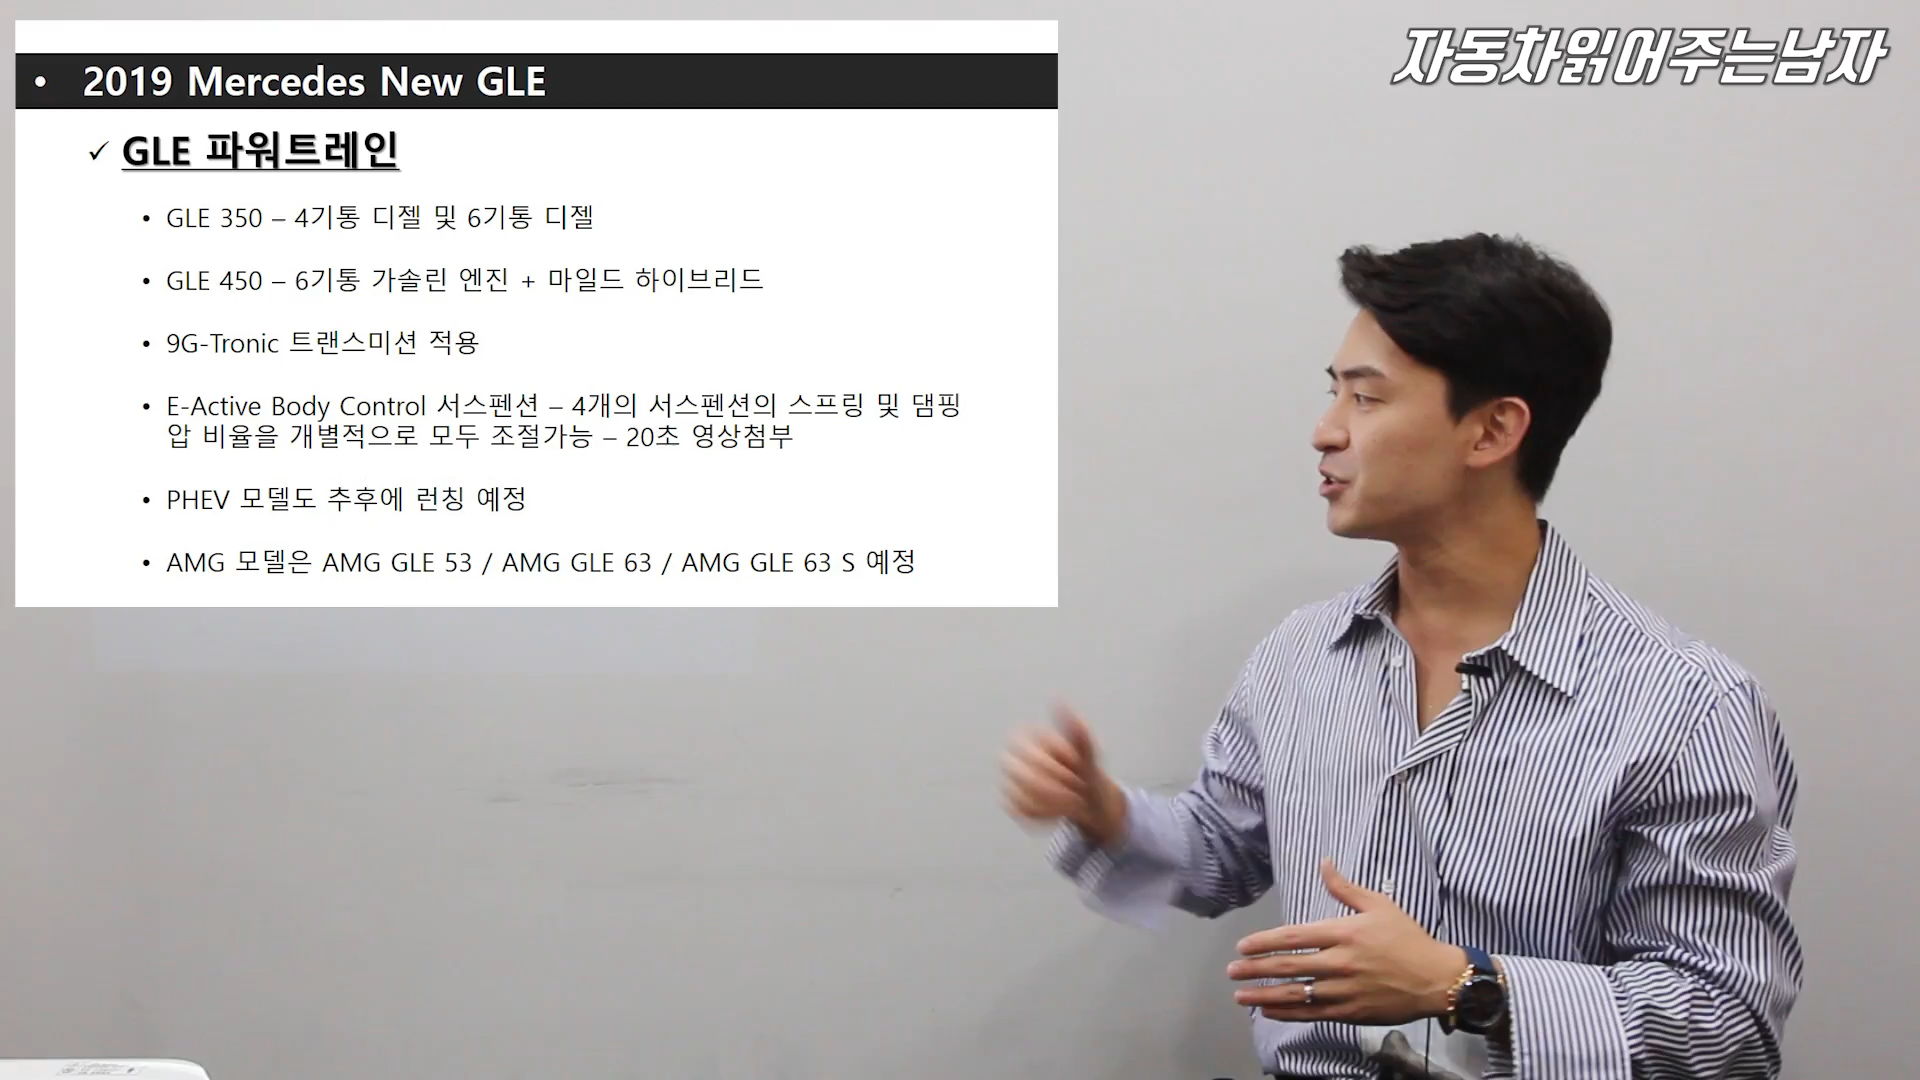 자동차읽어주는남자
• 2019 Mercedes New GLE
✓ GLE 파워트레인
• GLE 350 – 4기통 디젤 및 6기통 디젤
• GLE 450 – 6기통 가솔린 엔진 + 마일드 하이브리드
• 9G-Tronic 트랜스미션 적용
• E-Active Body Control 서스펜션 – 4개의 서스펜션의 스프링 및 댐핑
압 비율을 개별적으로 모두 조절가능 – 20초 영상첨부
• PHEV 모델도 추후에 런칭 예정
• AMG 모델은 AMG GLE 53 / AMG GLE 63 / AMG GLE 63 S 예정